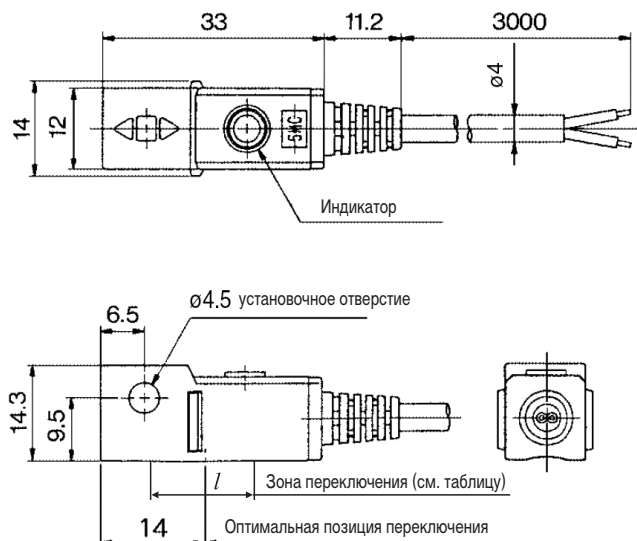 33 11.2 3000
ø4
14
12
SMC
Индикатор
ø4.5 установочное отверстие
6.5
14.3
9.5
l Зона переключения (см. таблицу)
14 Оптимальная позиция переключения